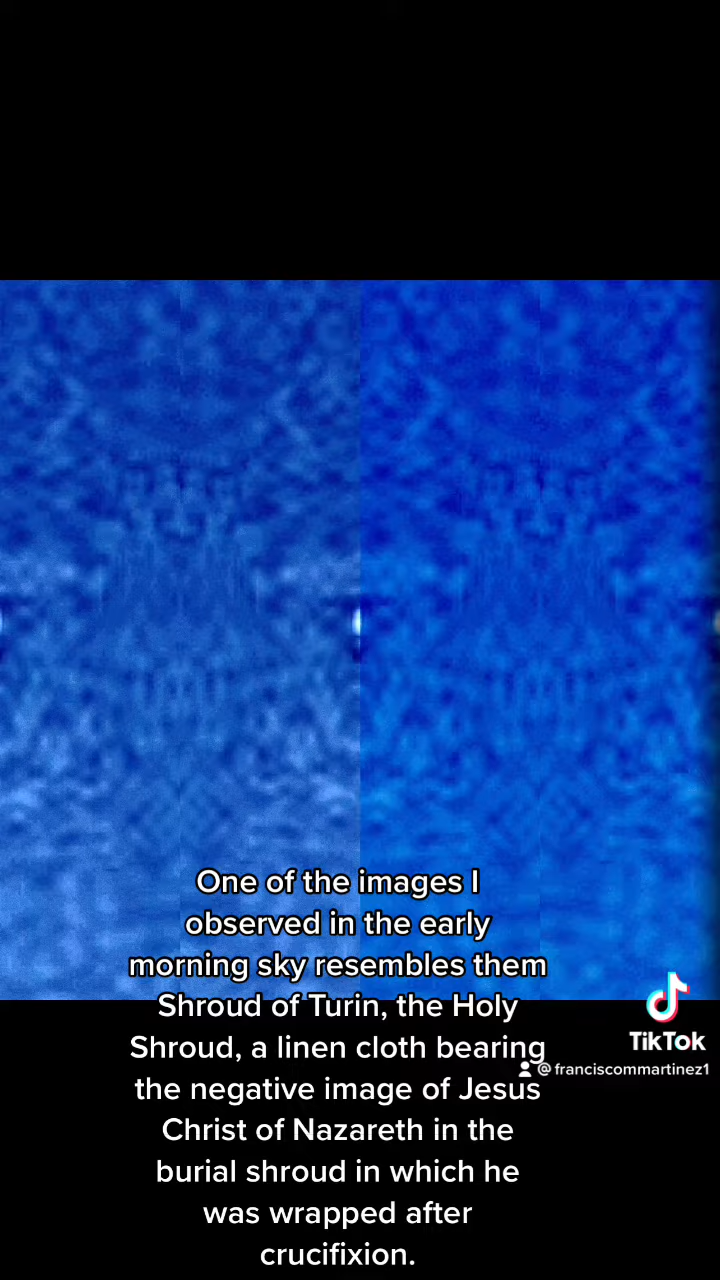 One of the images I
observed in the early
morning sky resembles them
Shroud of Turin, the Holy
Shroud, a linen cloth bearing
the negative image of Jesus
Christ of Nazareth in the
burial shroud in which he
was wrapped after
crucifixion.
TikTok
@franciscommartinez1